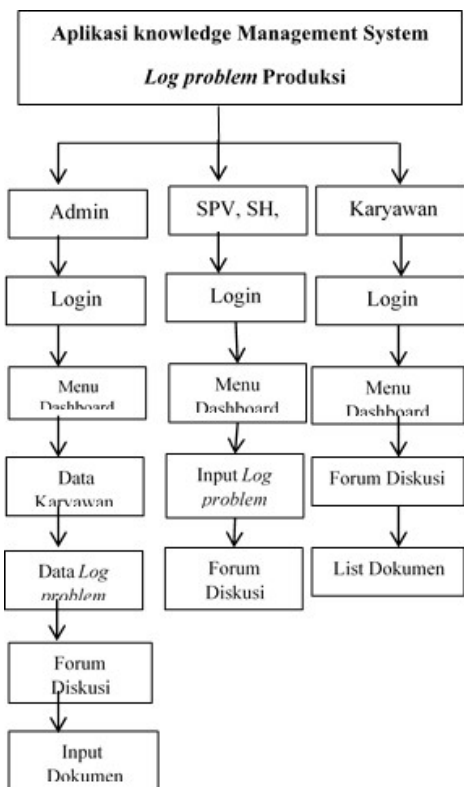 Aplikasi knowledge Management System
Log problem Produksi
Admin
SPV, SH,
Karyawan
Login
Login
Login
Menu
Dashboard
Menu
Dashboard
Menu
Dashboard
Data
Karyawan
Input Log
problem
Forum Diskusi
Data Log
problem
Forum
Diskusi
List Dokumen
Forum
Diskusi
Input
Dokumen